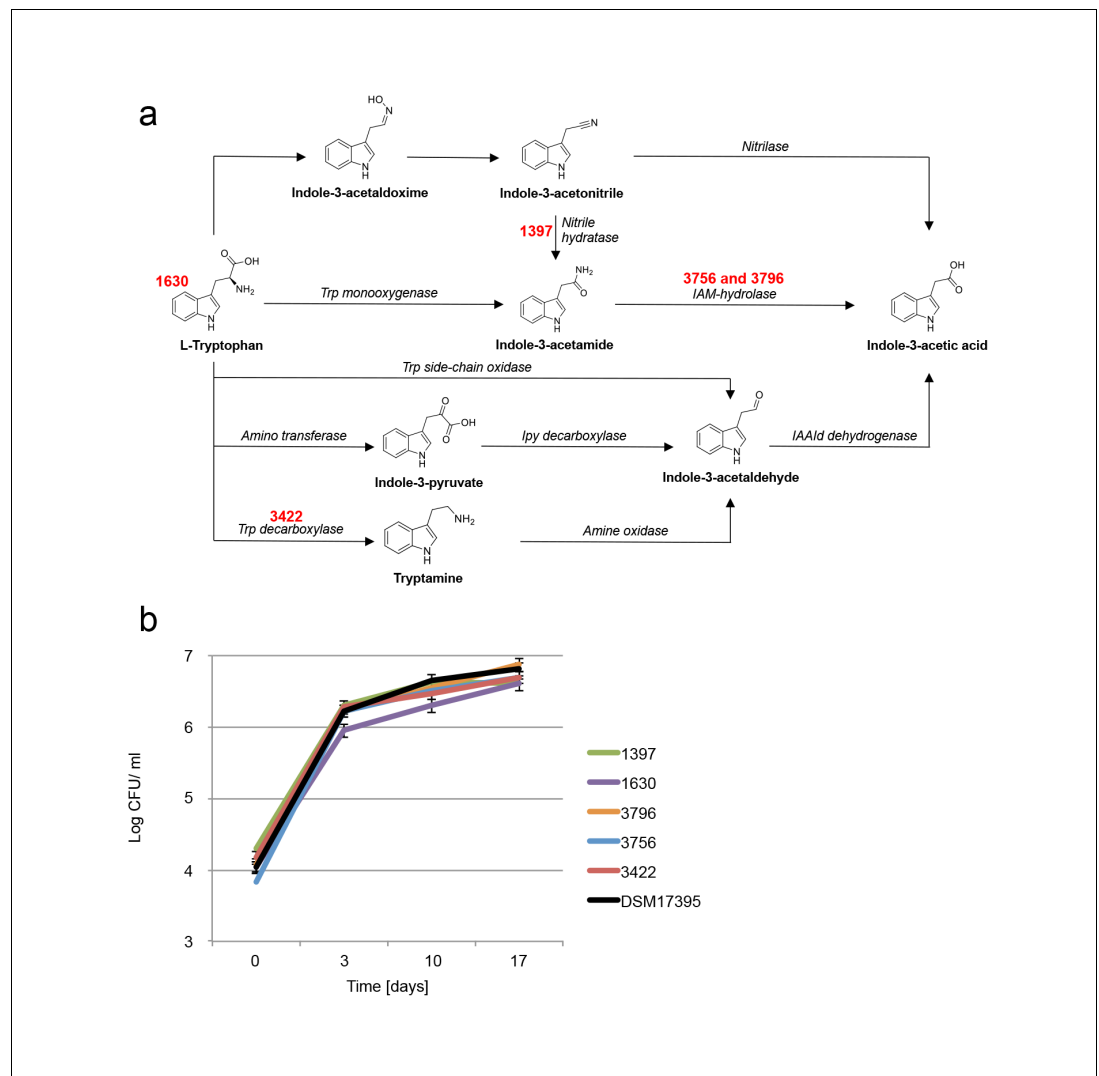 a
HO
N
N
N
H
Indole-3-acetaldoxime
N
H
Indole-3-acetonitrile
Nitrilase
1397
Nitrile
hydratase
1630
O
OH
NH₂
N
H
L-Tryptophan
Trp monooxygenase
NH₂
O
N
H
Indole-3-acetamide
3756 and 3796
IAM-hydrolase
OH
O
N
H
Indole-3-acetic acid
Trp side-chain oxidase
Amino transferase
O
OH
O
N
H
Indole-3-pyruvate
Ipy decarboxylase
O
N
H
Indole-3-acetaldehyde
IAAld dehydrogenase
3422
Trp decarboxylase
NH₂
N
H
Tryptamine
Amine oxidase
b
7
6
5
4
3
Log CFU/ ml
0 3 10 17
Time [days]
1397
1630
3796
3756
3422
DSM17395